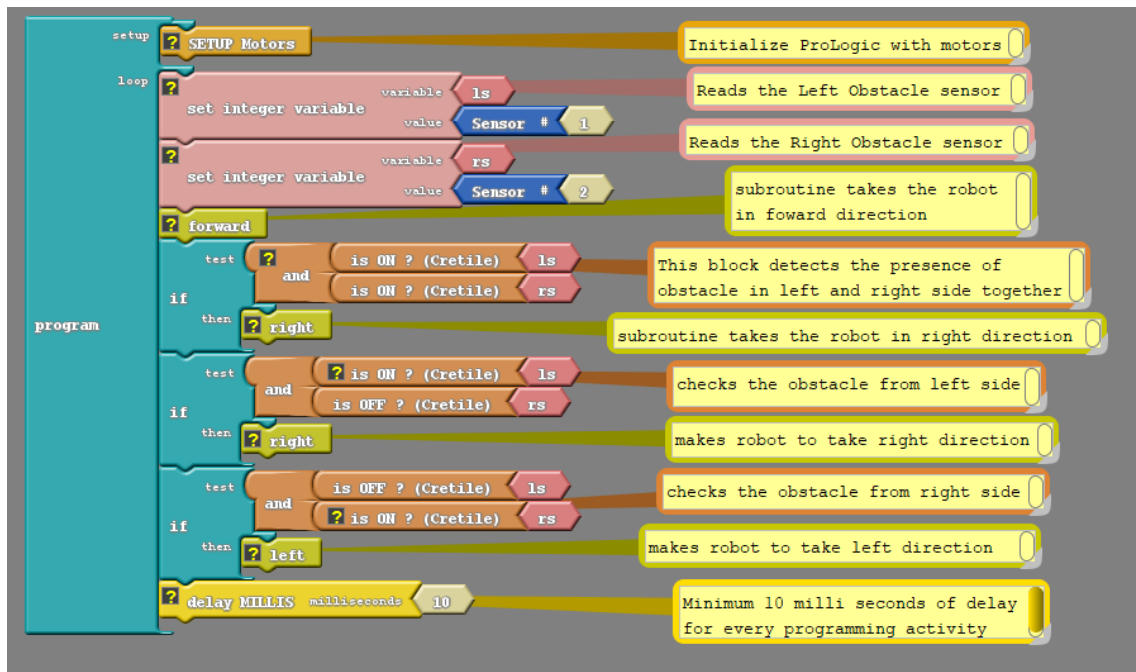 setup
? SETUP Motors
Initialize ProLogic with motors
loop
?
set integer variable
variable
ls
value
Sensor #
1
Reads the Left Obstacle sensor
?
set integer variable
variable
rs
value
Sensor #
2
Reads the Right Obstacle sensor
? forward
subroutine takes the robot
in foward direction
program
if
test
?
and
is ON ? (Cretile)
ls
is ON ? (Cretile)
rs
This block detects the presence of
obstacle in left and right side together
then
? right
subroutine takes the robot in right direction
if
test
and
? is ON ? (Cretile)
ls
is OFF ? (Cretile)
rs
checks the obstacle from left side
then
? right
makes robot to take right direction
if
test
and
is OFF ? (Cretile)
ls
? is ON ? (Cretile)
rs
checks the obstacle from right side
then
? left
makes robot to take left direction
? delay MILLIS milliseconds
10
Minimum 10 milli seconds of delay
for every programming activity